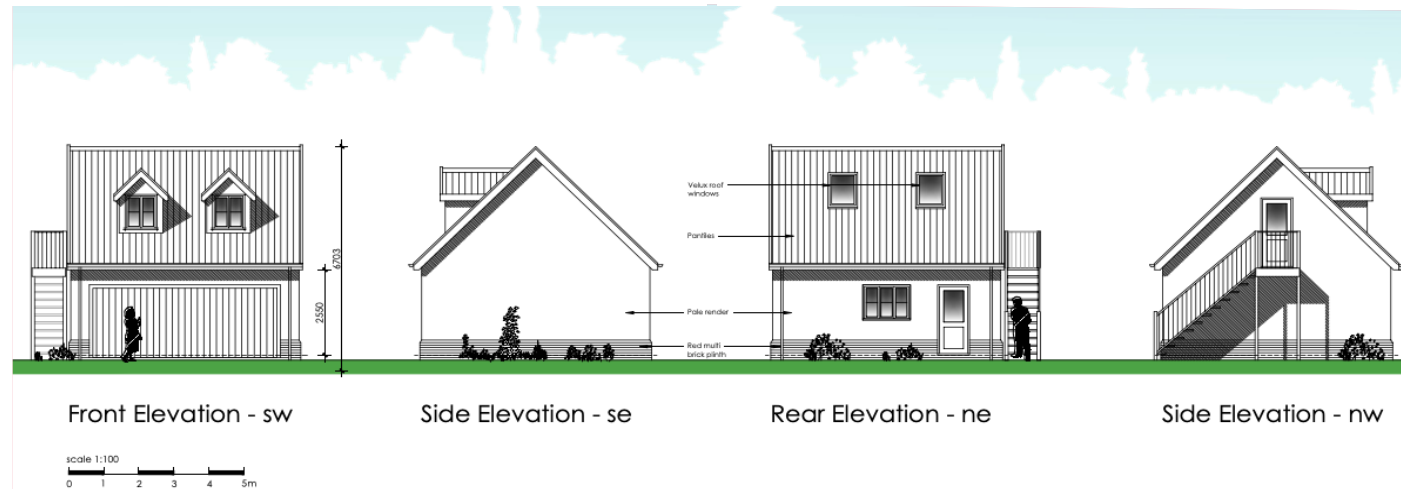 Velux roof
windows
Pantiles
6703
2550
Pale render
Red multi
brick plinth
Front Elevation - sw
Side Elevation - se
Rear Elevation - ne
Side Elevation - nw
scale 1:100
0 1 2 3 4 5m